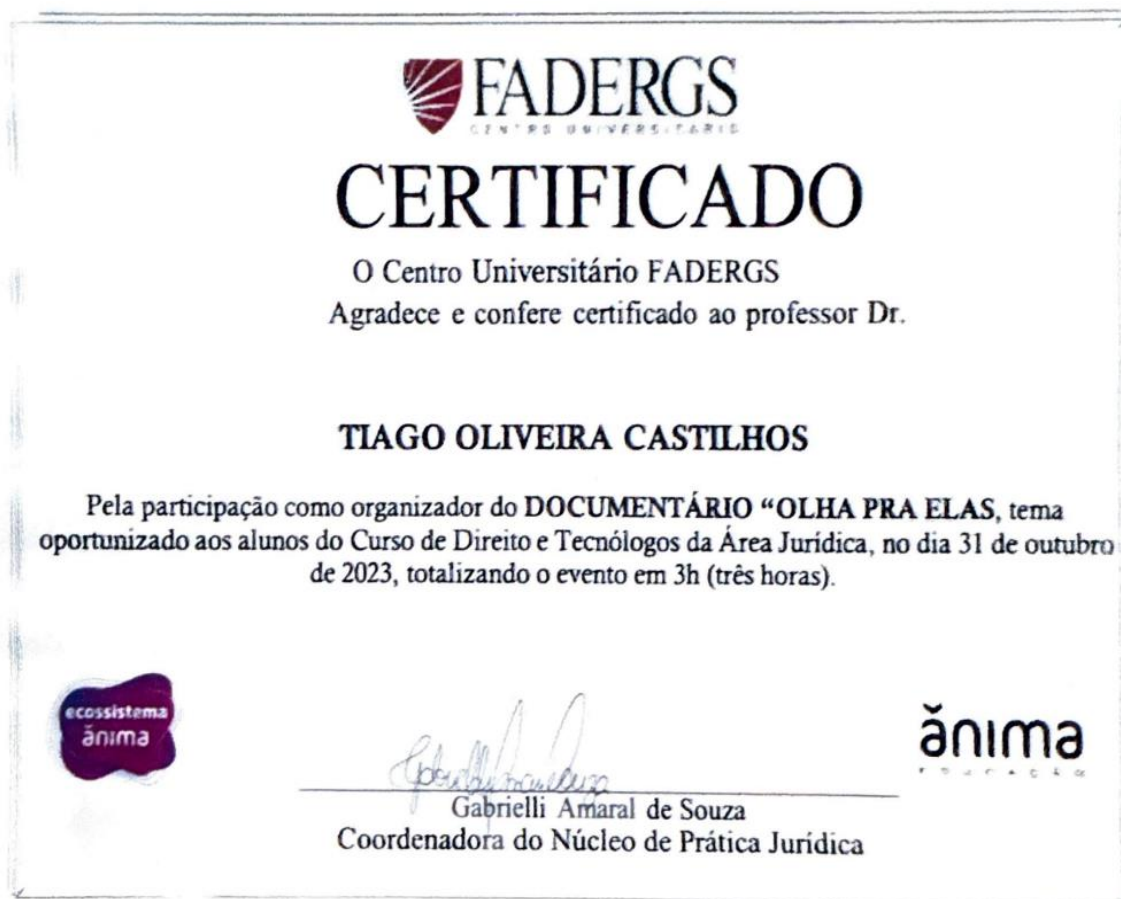 FADERGS
CENTRO UNIVERSITÁRIO
CERTIFICADO
O Centro Universitário FADERGS
Agradece e confere certificado ao professor Dr.
TIAGO OLIVEIRA CASTILHOS
Pela participação como organizador do DOCUMENTÁRIO “OLHA PRA ELAS, tema
oportunizado aos alunos do Curso de Direito e Tecnólogos da Área Jurídica, no dia 31 de outubro
de 2023, totalizando o evento em 3h (três horas).
ecossistema
ănıma
ănıma
EDUCAÇÃO
Gabrielli Amaral de Souza
Coordenadora do Núcleo de Prática Jurídica